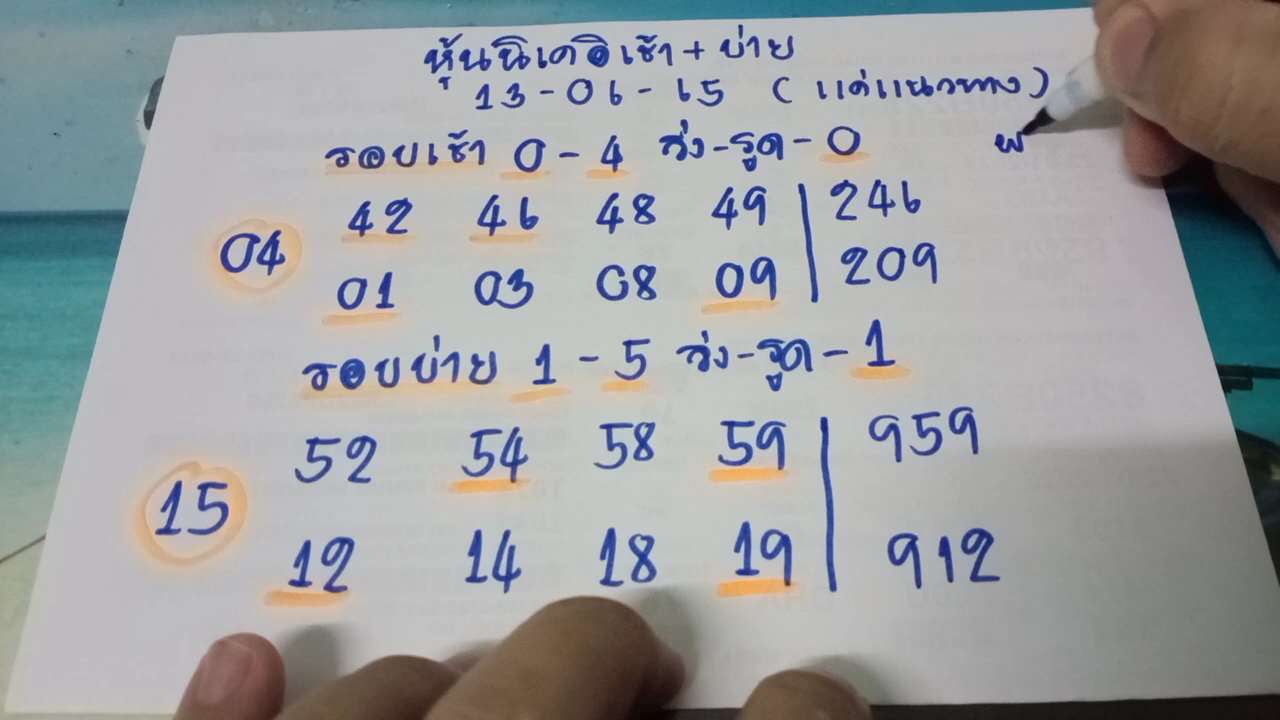 หุ้นนิเคอิเช้า + บ่าย
13-06-65 (แค่แนวทาง)
รอบเช้า 0-4 วิ่ง-รูด-0
พ
42 46 48 49 | 246
04
01 03 08 09 | 209
รอบบ่าย 1-5 วิ่ง-รูด-1
52 54 58 59 | 959
15
12 14 18 19 | 912